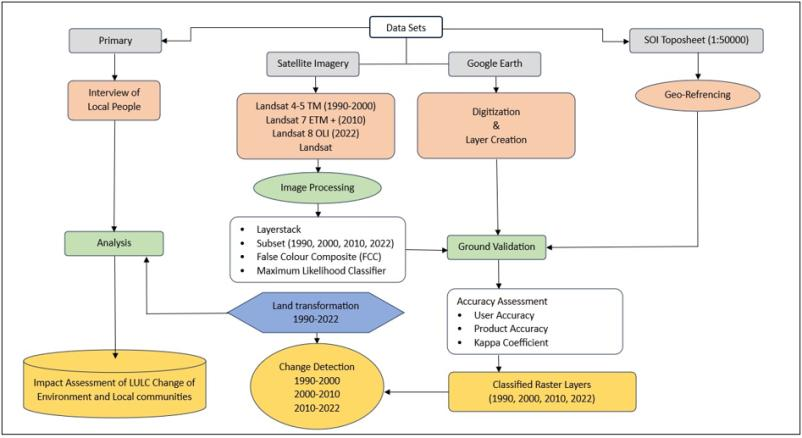 Data Sets
Primary
SOI Toposheet (1:50000)
Satellite Imagery
Google Earth
Interview of
Local People
Geo-Refrencing
Landsat 4-5 TM (1990-2000)
Landsat 7 ETM + (2010)
Landsat 8 OLI (2022)
Landsat
Digitization
&
Layer Creation
Image Processing
Analysis
• Layerstack
• Subset (1990, 2000, 2010, 2022)
• False Colour Composite (FCC)
• Maximum Likelihood Classifier
Ground Validation
Land transformation
1990-2022
Accuracy Assessment
• User Accuracy
• Product Accuracy
• Kappa Coefficient
Impact Assessment of LULC Change of
Environment and Local communities
Change Detection
1990-2000
2000-2010
2010-2022
Classified Raster Layers
(1990, 2000, 2010, 2022)